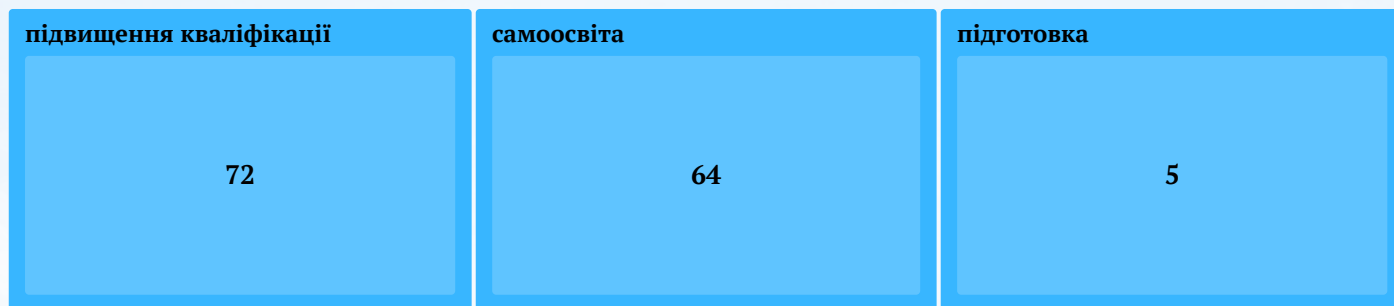 підвищення кваліфікації
72
самоосвіта
64
підготовка
5